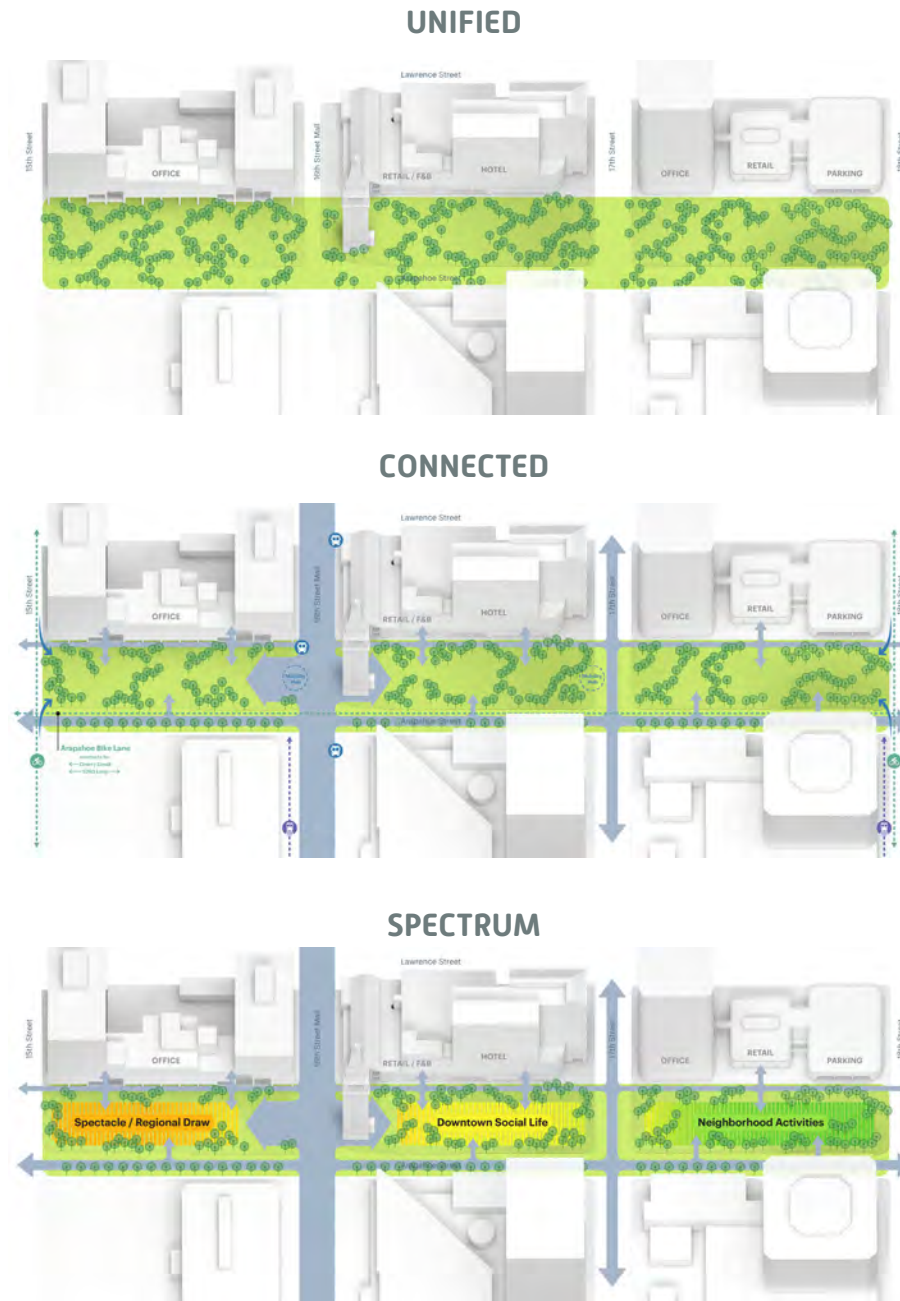 UNIFIED
Lawrence Street
15th Street
16th Street Mall
17th Street
OFFICE
RETAIL / F&B
HOTEL
OFFICE
RETAIL
PARKING
Arapahoe Street
CONNECTED
Lawrence Street
15th Street
16th Street Mall
17th Street
OFFICE
RETAIL / F&B
HOTEL
OFFICE
RETAIL
PARKING
Arapahoe Street
Arapahoe Bike Lane
SPECTRUM
Lawrence Street
15th Street
16th Street Mall
17th Street
OFFICE
RETAIL / F&B
HOTEL
OFFICE
RETAIL
PARKING
Spectacle / Regional Draw
Downtown Social Life
Neighborhood Activities